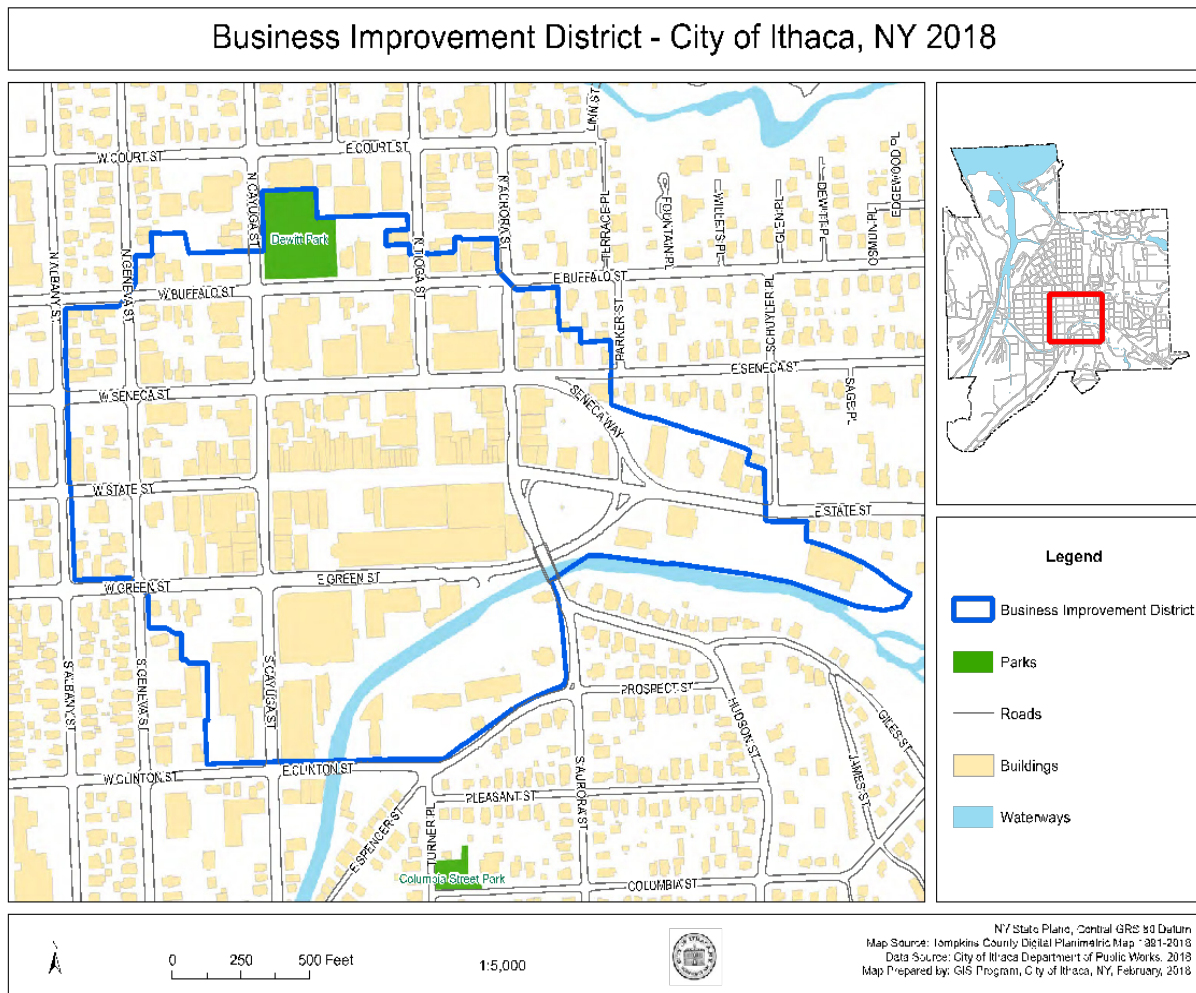 Business Improvement District - City of Ithaca, NY 2018
LINN ST
W COURT ST
E COURT ST
N CAYUGA ST
N AURORA ST
TERRACE PL
FOUNTAIN PL
WILLETS PL
GLEN PL
DEWITT PL
OSMUN PL
EDGEWOOD PL
Dewitt Park
N ALBANY ST
N GENEVA ST
N TIOGA ST
E BUFFALO ST
W BUFFALO ST
PARKER ST
SCHUYLER PL
E SENECA ST
SAGE PL
W SENECA ST
SENECA WAY
W STATE ST
E STATE ST
W GREEN ST
E GREEN ST
S ALBANY ST
S GENEVA ST
S CAYUGA ST
PROSPECT ST
HUDSON ST
GILES ST
JAMES ST
W CLINTON ST
E CLINTON ST
S AURORA ST
PLEASANT ST
E SPENCER ST
TURNER PL
Columbia Street Park
COLUMBIA ST
Legend
Business Improvement District
Parks
Roads
Buildings
Waterways
0 250 500 Feet
1:5,000
NY State Plane, Central GRS 80 Datum
Map Source: Tompkins County Digital Planimetric Map 1991-2018
Data Source: City of Ithaca Department of Public Works, 2018
Map Prepared by: GIS Program, City of Ithaca, NY, February, 2018